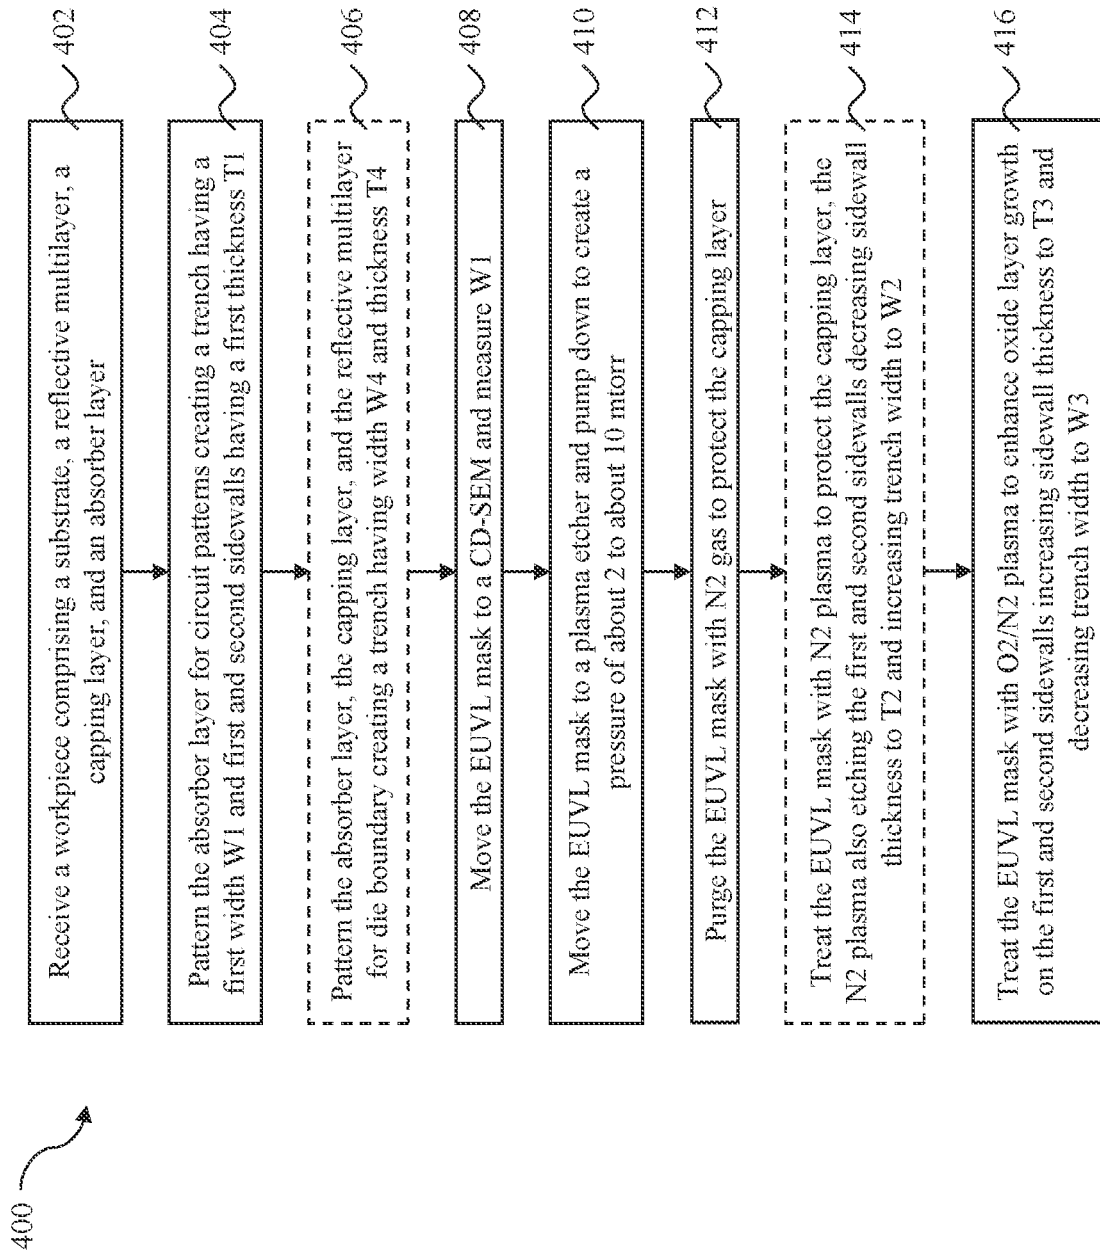 400
Receive a workpiece comprising a substrate, a reflective multilayer, a
capping layer, and an absorber layer
402
Pattern the absorber layer for circuit patterns creating a trench having a
first width W1 and first and second sidewalls having a first thickness T1
404
Pattern the absorber layer, the capping layer, and the reflective multilayer
for die boundary creating a trench having width W4 and thickness T4
406
Move the EUVL mask to a CD-SEM and measure W1
408
Move the EUVL mask to a plasma etcher and pump down to create a
pressure of about 2 to about 10 mtorr
410
Purge the EUVL mask with N2 gas to protect the capping layer
412
Treat the EUVL mask with N2 plasma to protect the capping layer, the
N2 plasma also etching the first and second sidewalls decreasing sidewall
thickness to T2 and increasing trench width to W2
414
Treat the EUVL mask with O2/N2 plasma to enhance oxide layer growth
on the first and second sidewalls increasing sidewall thickness to T3 and
decreasing trench width to W3
416